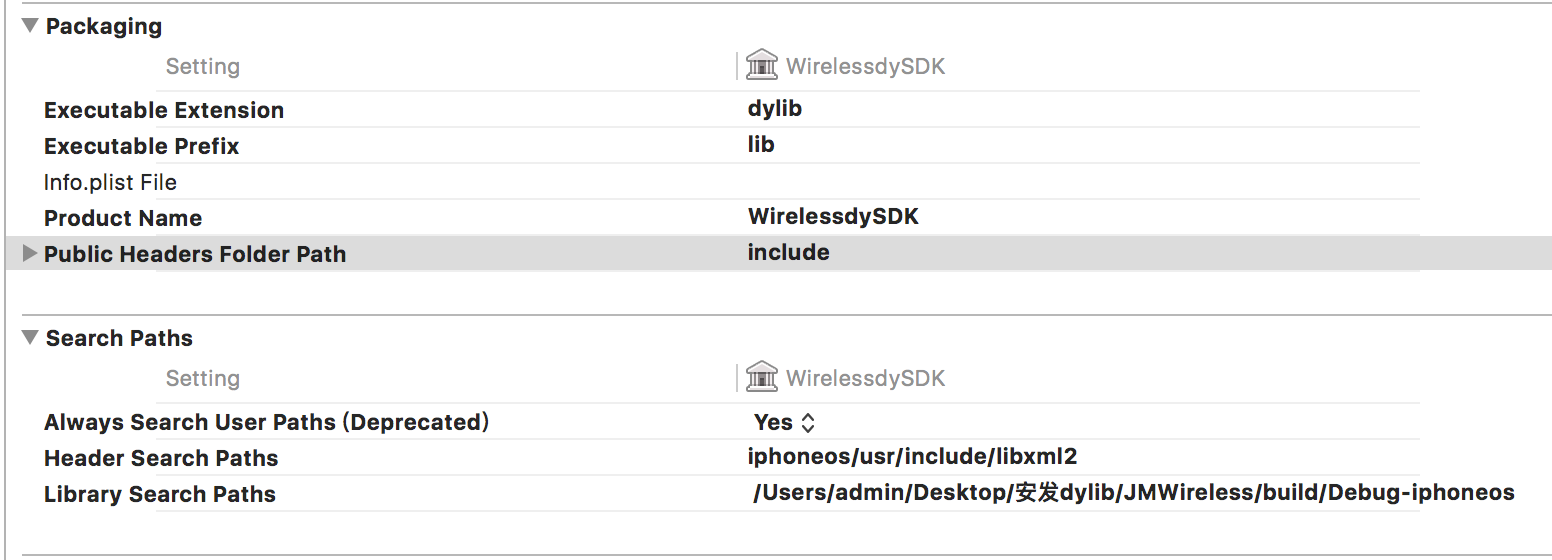 Packaging
Setting WirelessdySDK
Executable Extension dylib
Executable Prefix lib
Info.plist File
Product Name WirelessdySDK
Public Headers Folder Path include
Search Paths
Setting WirelessdySDK
Always Search User Paths (Deprecated) Yes
Header Search Paths iphoneos/usr/include/libxml2
Library Search Paths /Users/admin/Desktop/安发dylib/JMWireless/build/Debug-iphoneos